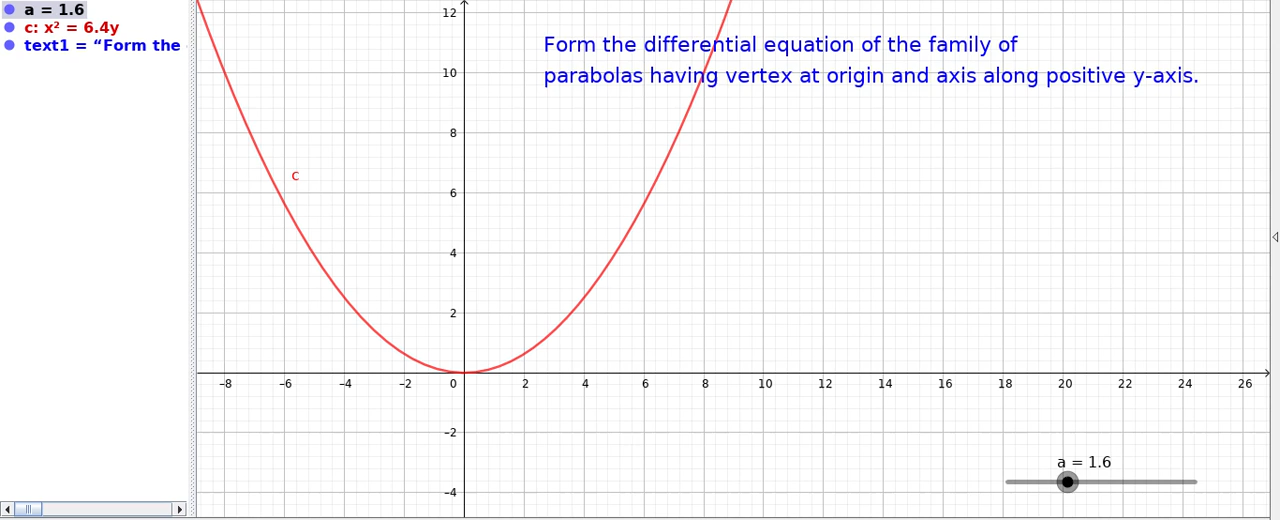 a = 1.6
c: x² = 6.4y
text1 = “Form the
Form the differential equation of the family of
parabolas having vertex at origin and axis along positive y-axis.
c
12
10
8
6
4
2
0
–2
–4
–8 –6 –4 –2 2 4 6 8 10 12 14 16 18 20 22 24 26
a = 1.6